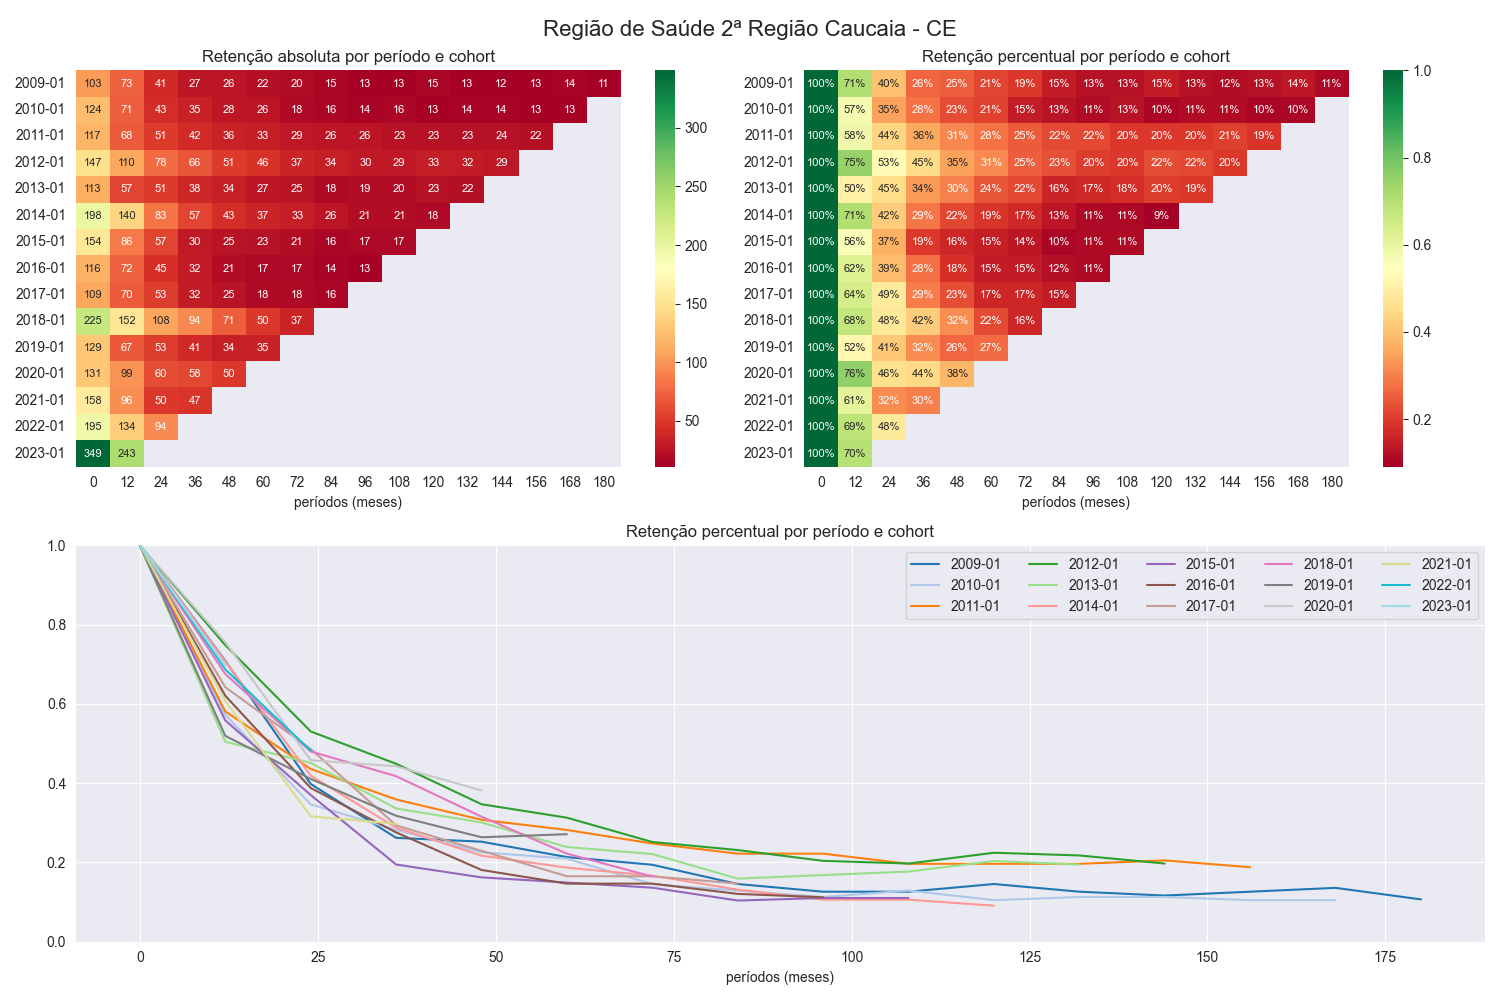 Região de Saúde 2ª Região Caucaia - CE
Retenção absoluta por período e cohort
2009-01 103 73 41 27 26 22 20 15 13 13 15 13 12 13 14 11
2010-01 124 71 43 35 28 26 18 16 14 16 13 14 14 13 13
2011-01 117 68 51 42 36 33 29 26 26 23 23 23 24 22
2012-01 147 110 78 66 51 46 37 34 30 29 33 32 29
2013-01 113 57 51 38 34 27 25 18 19 20 23 22
2014-01 198 140 83 57 43 37 33 26 21 21 18
2015-01 154 86 57 30 25 23 21 16 17 17
2016-01 116 72 45 32 21 17 17 14 13
2017-01 109 70 53 32 25 18 18 16
2018-01 225 152 108 94 71 50 37
2019-01 129 67 53 41 34 35
2020-01 131 99 60 58 50
2021-01 158 96 50 47
2022-01 195 134 94
2023-01 349 243
0 12 24 36 48 60 72 84 96 108 120 132 144 156 168 180
períodos (meses)
300
250
200
150
100
50
Retenção percentual por período e cohort
2009-01 100% 71% 40% 26% 25% 21% 19% 15% 13% 13% 15% 13% 12% 13% 14% 11%
2010-01 100% 57% 35% 28% 23% 21% 15% 13% 11% 13% 10% 11% 11% 10% 10%
2011-01 100% 58% 44% 36% 31% 28% 25% 22% 22% 20% 20% 20% 21% 19%
2012-01 100% 75% 53% 45% 35% 31% 25% 23% 20% 20% 22% 22% 20%
2013-01 100% 50% 45% 34% 30% 24% 22% 16% 17% 18% 20% 19%
2014-01 100% 71% 42% 29% 22% 19% 17% 13% 11% 11% 9%
2015-01 100% 56% 37% 19% 16% 15% 14% 10% 11% 11%
2016-01 100% 62% 39% 28% 18% 15% 15% 12% 11%
2017-01 100% 64% 49% 29% 23% 17% 17% 15%
2018-01 100% 68% 48% 42% 32% 22% 16%
2019-01 100% 52% 41% 32% 26% 27%
2020-01 100% 76% 46% 44% 38%
2021-01 100% 61% 32% 30%
2022-01 100% 69% 48%
2023-01 100% 70%
0 12 24 36 48 60 72 84 96 108 120 132 144 156 168 180
períodos (meses)
1.0
0.8
0.6
0.4
0.2
Retenção percentual por período e cohort
1.0
0.8
0.6
0.4
0.2
0.0
2009-01 2012-01 2015-01 2018-01 2021-01
2010-01 2013-01 2016-01 2019-01 2022-01
2011-01 2014-01 2017-01 2020-01 2023-01
0 25 50 75 100 125 150 175
períodos (meses)